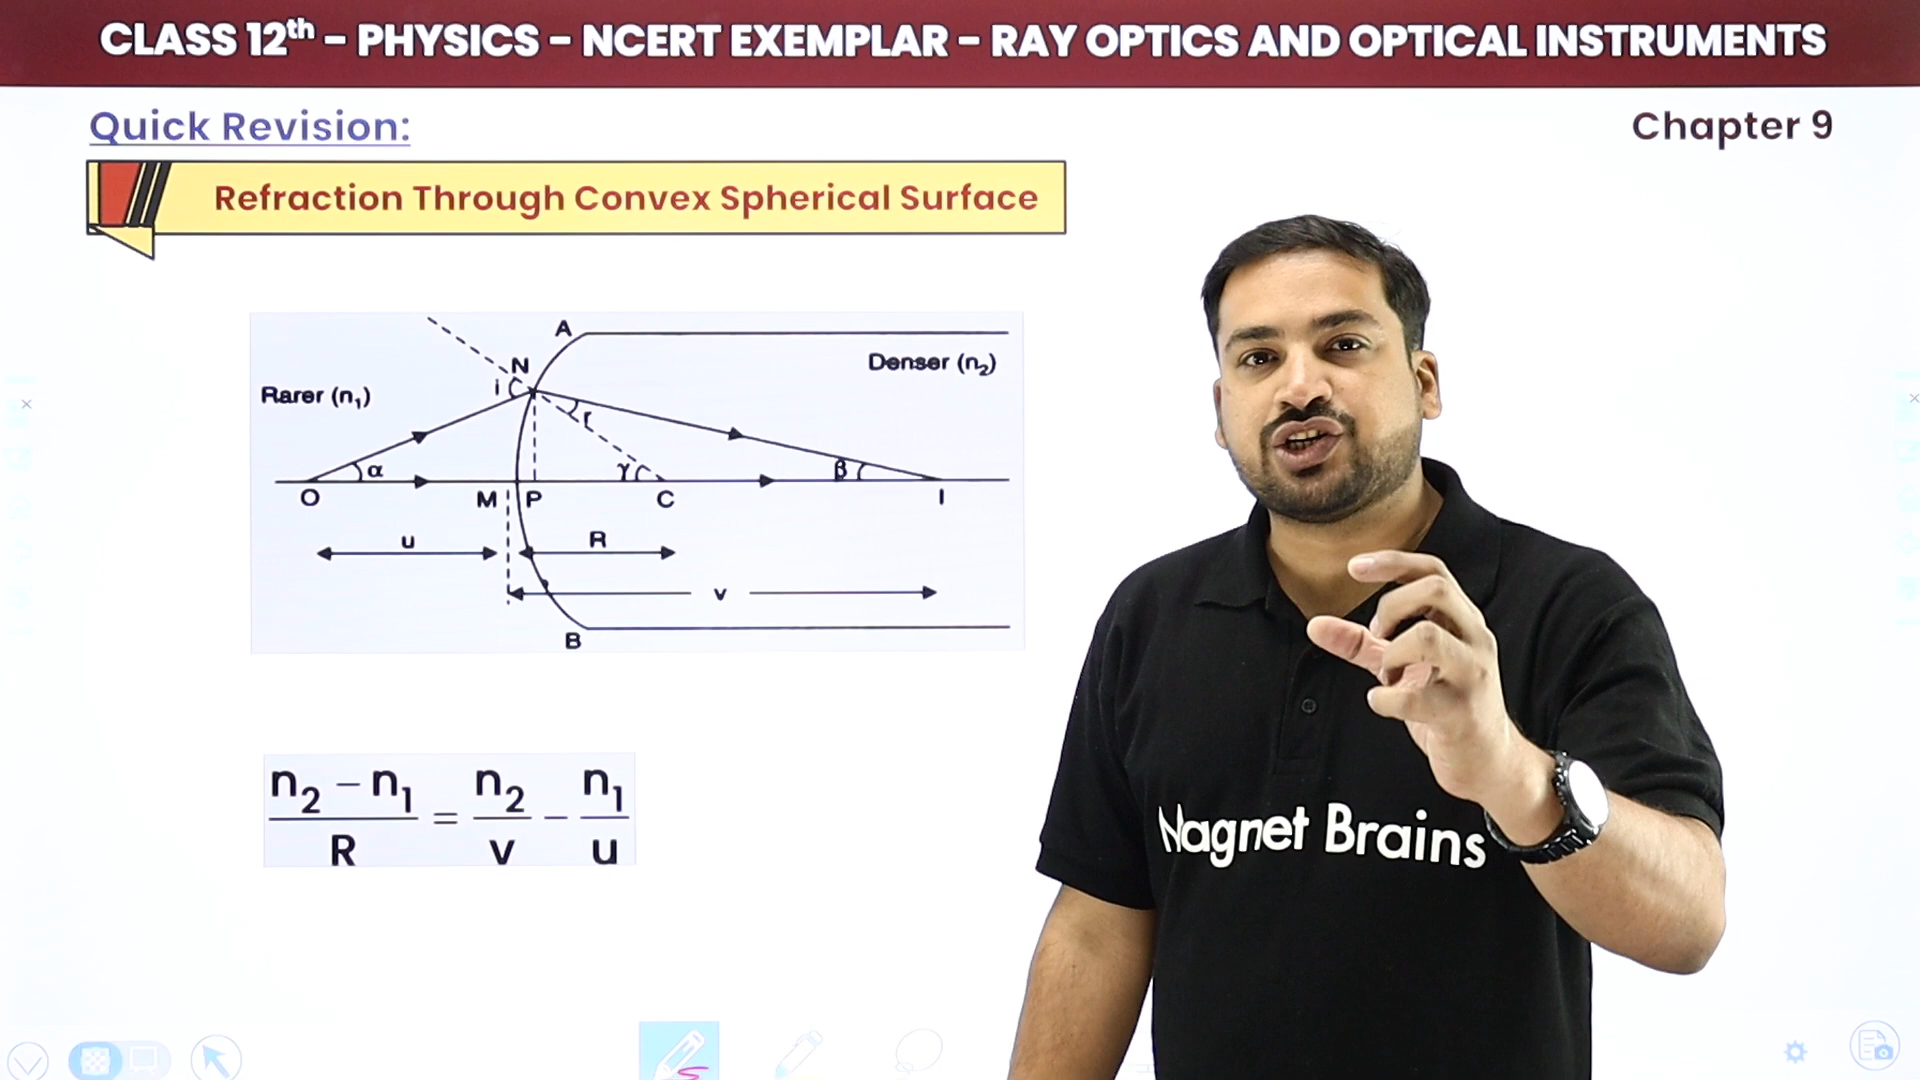 CLASS 12th - PHYSICS - NCERT EXEMPLAR - RAY OPTICS AND OPTICAL INSTRUMENTS
Quick Revision:
Chapter 9
Refraction Through Convex Spherical Surface
A
N
Denser (n₂)
i
Rarer (n₁)
r
α
γ
β
O
M
P
C
I
u
R
v
B
n₂ − n₁ / R = n₂ / v − n₁ / u
Magnet Brains